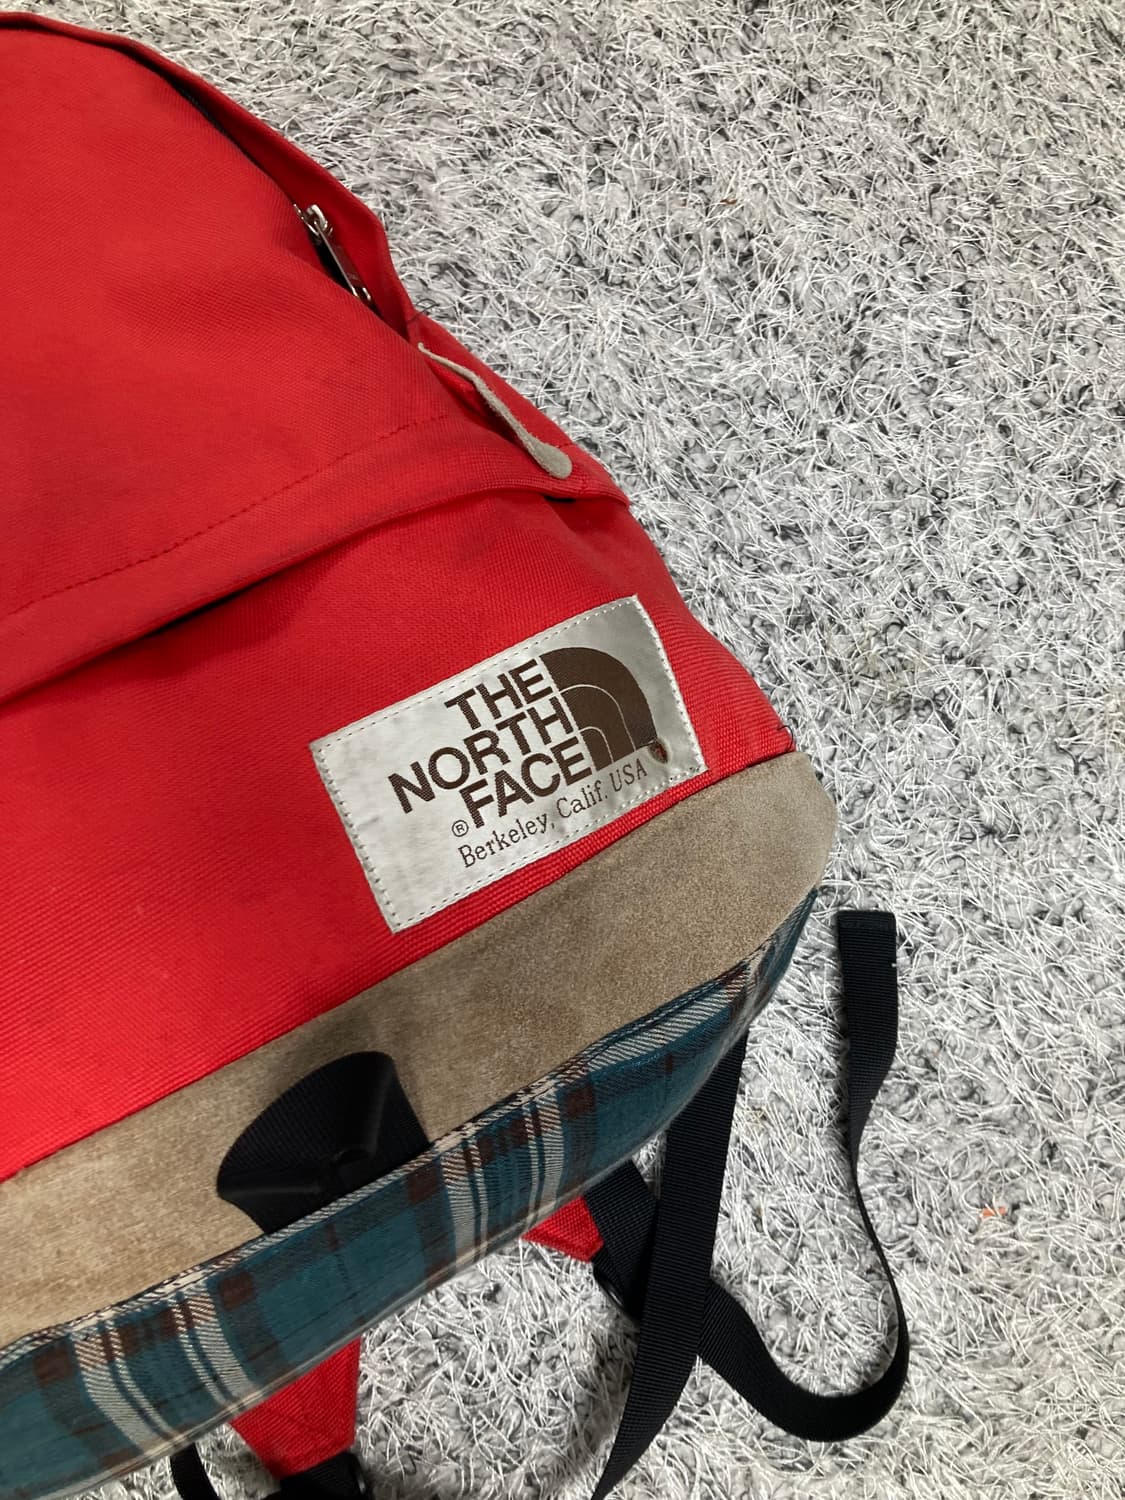 THE
NORTH
FACE
®
Berkeley, Calif. USA